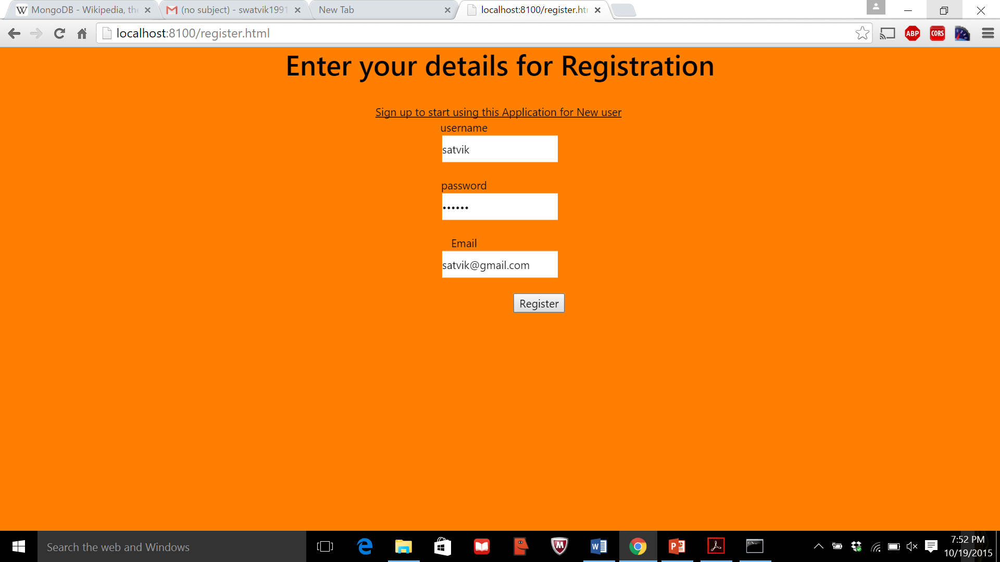 MongoDB - Wikipedia, the
(no subject) - swatvik1991
New Tab
localhost:8100/register.htm
localhost:8100/register.html
ABP
CORS
Enter your details for Registration
Sign up to start using this Application for New user
username
satvik
password
••••••
Email
satvik@gmail.com
Register
Search the web and Windows
7:52 PM
10/19/2015